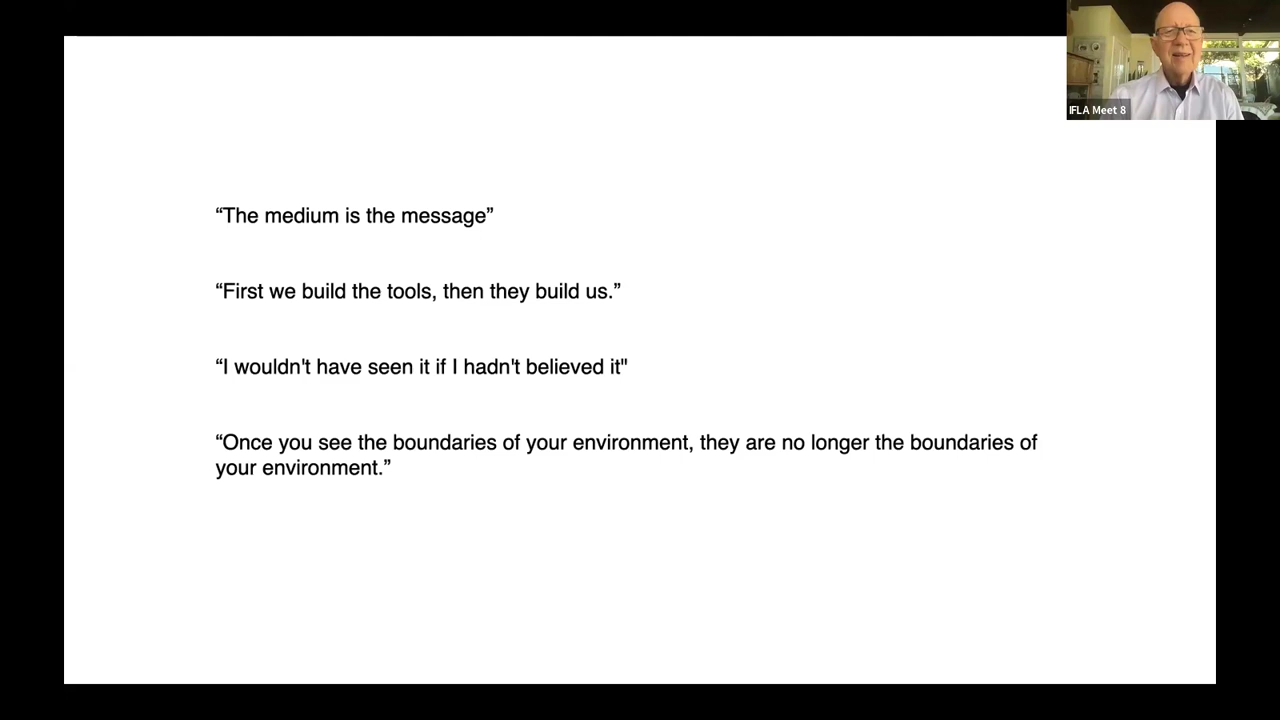 IFLA Meet 8
“The medium is the message”
“First we build the tools, then they build us.”
“I wouldn't have seen it if I hadn't believed it"
“Once you see the boundaries of your environment, they are no longer the boundaries of
your environment.”